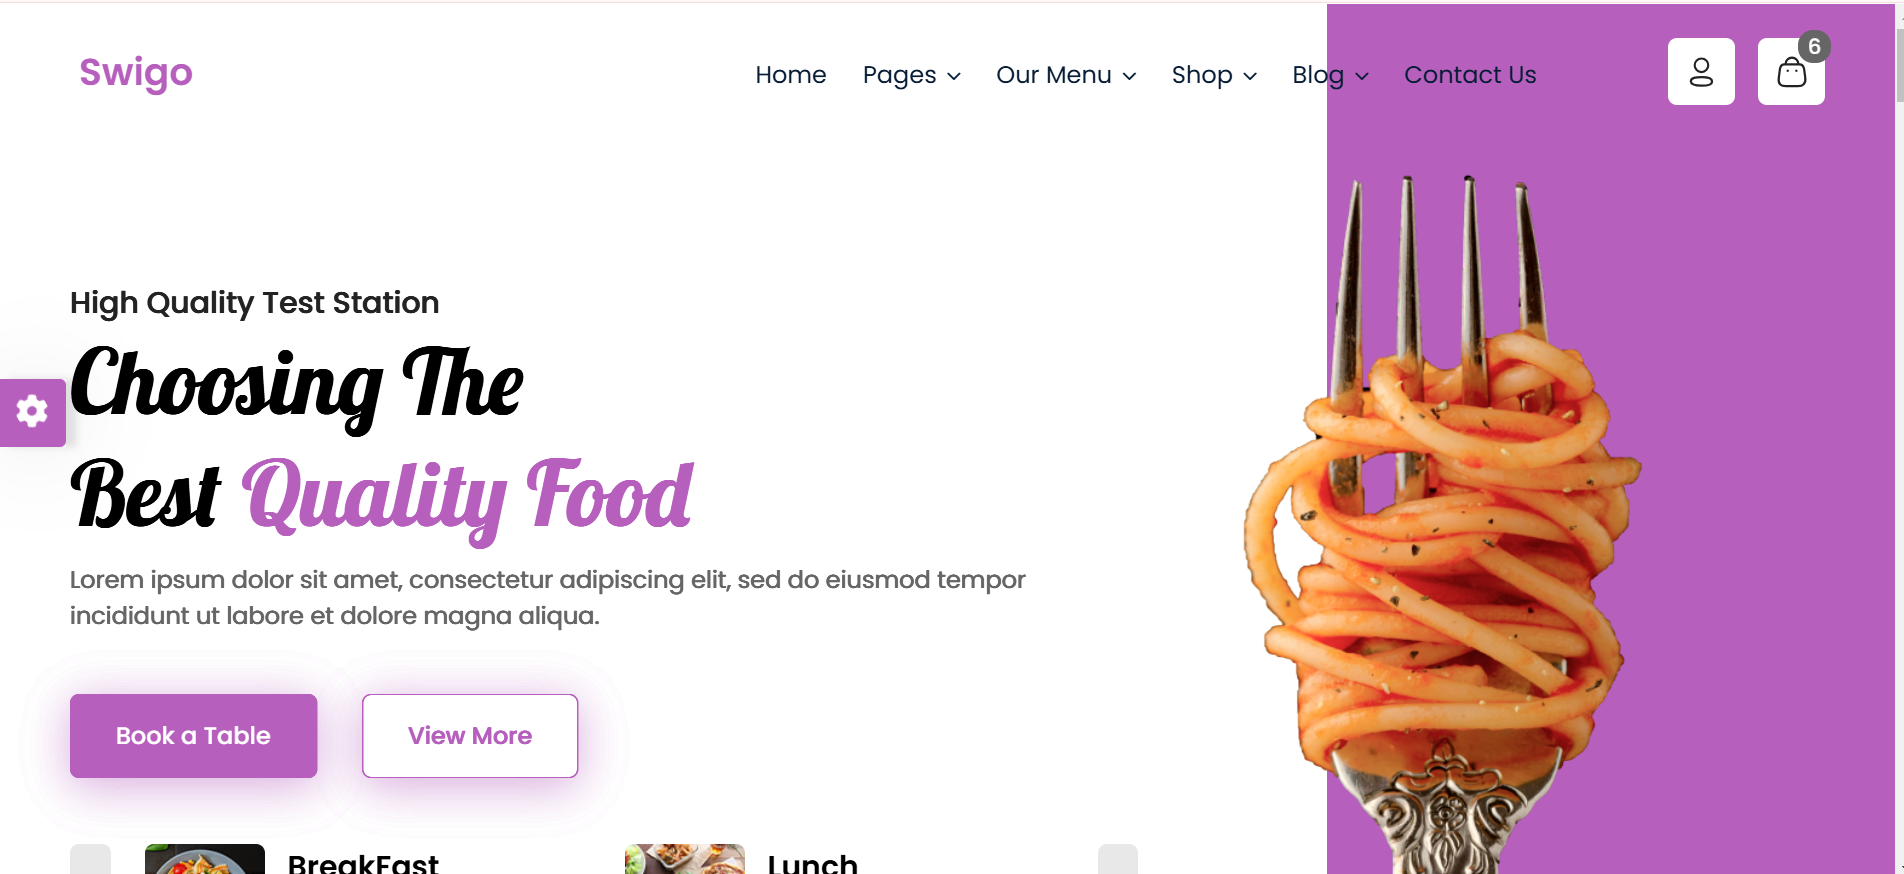 Swigo
Home Pages Our Menu Shop Blog Contact Us
6
High Quality Test Station
Choosing The
Best Quality Food
Lorem ipsum dolor sit amet, consectetur adipiscing elit, sed do eiusmod tempor
incididunt ut labore et dolore magna aliqua.
Book a Table View More
BreakFast Lunch